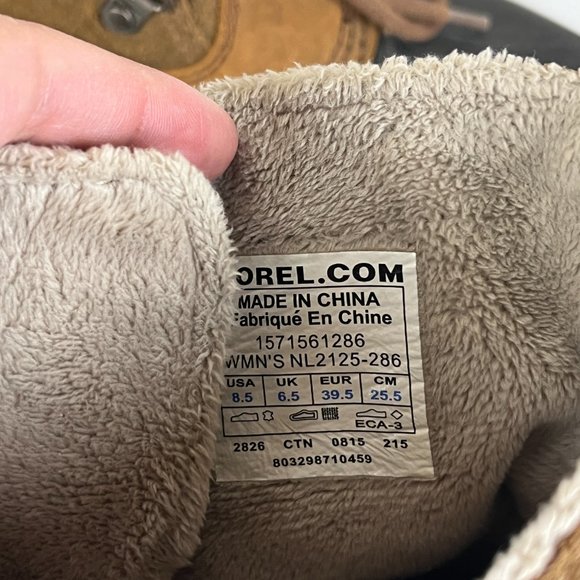 OREL.COM
MADE IN CHINA
Fabriqué En Chine
1571561286
WMN'S NL2125-286
USA UK EUR CM
8.5 6.5 39.5 25.5
ECA-3
2826 CTN 0815 215
803298710459